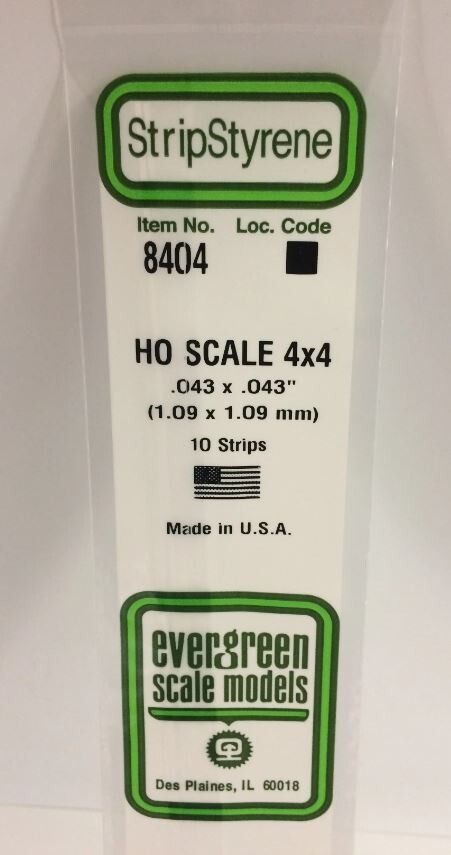 StripStyrene
Item No. Loc. Code
8404
HO SCALE 4x4
.043 x .043"
(1.09 x 1.09 mm)
10 Strips
Made in U.S.A.
evergreen
scale models
Des Plaines, IL 60018